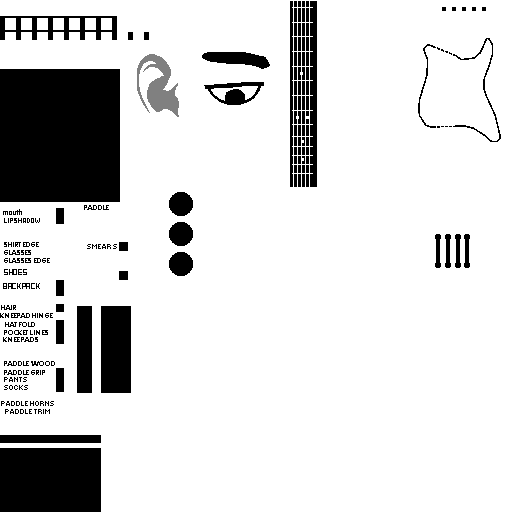 mouth
LIPSHADOW
PADDLE
SHIRT EDGE
GLASSES
GLASSES EDGE
SMEARS
SHOES
BACKPACK
HAIR
KNEEPAD HINGE
HAT FOLD
POCKET LINES
KNEEPADS
PADDLE WOOD
PADDLE GRIP
PANTS
SOCKS
PADDLE HORNS
PADDLE TRIM